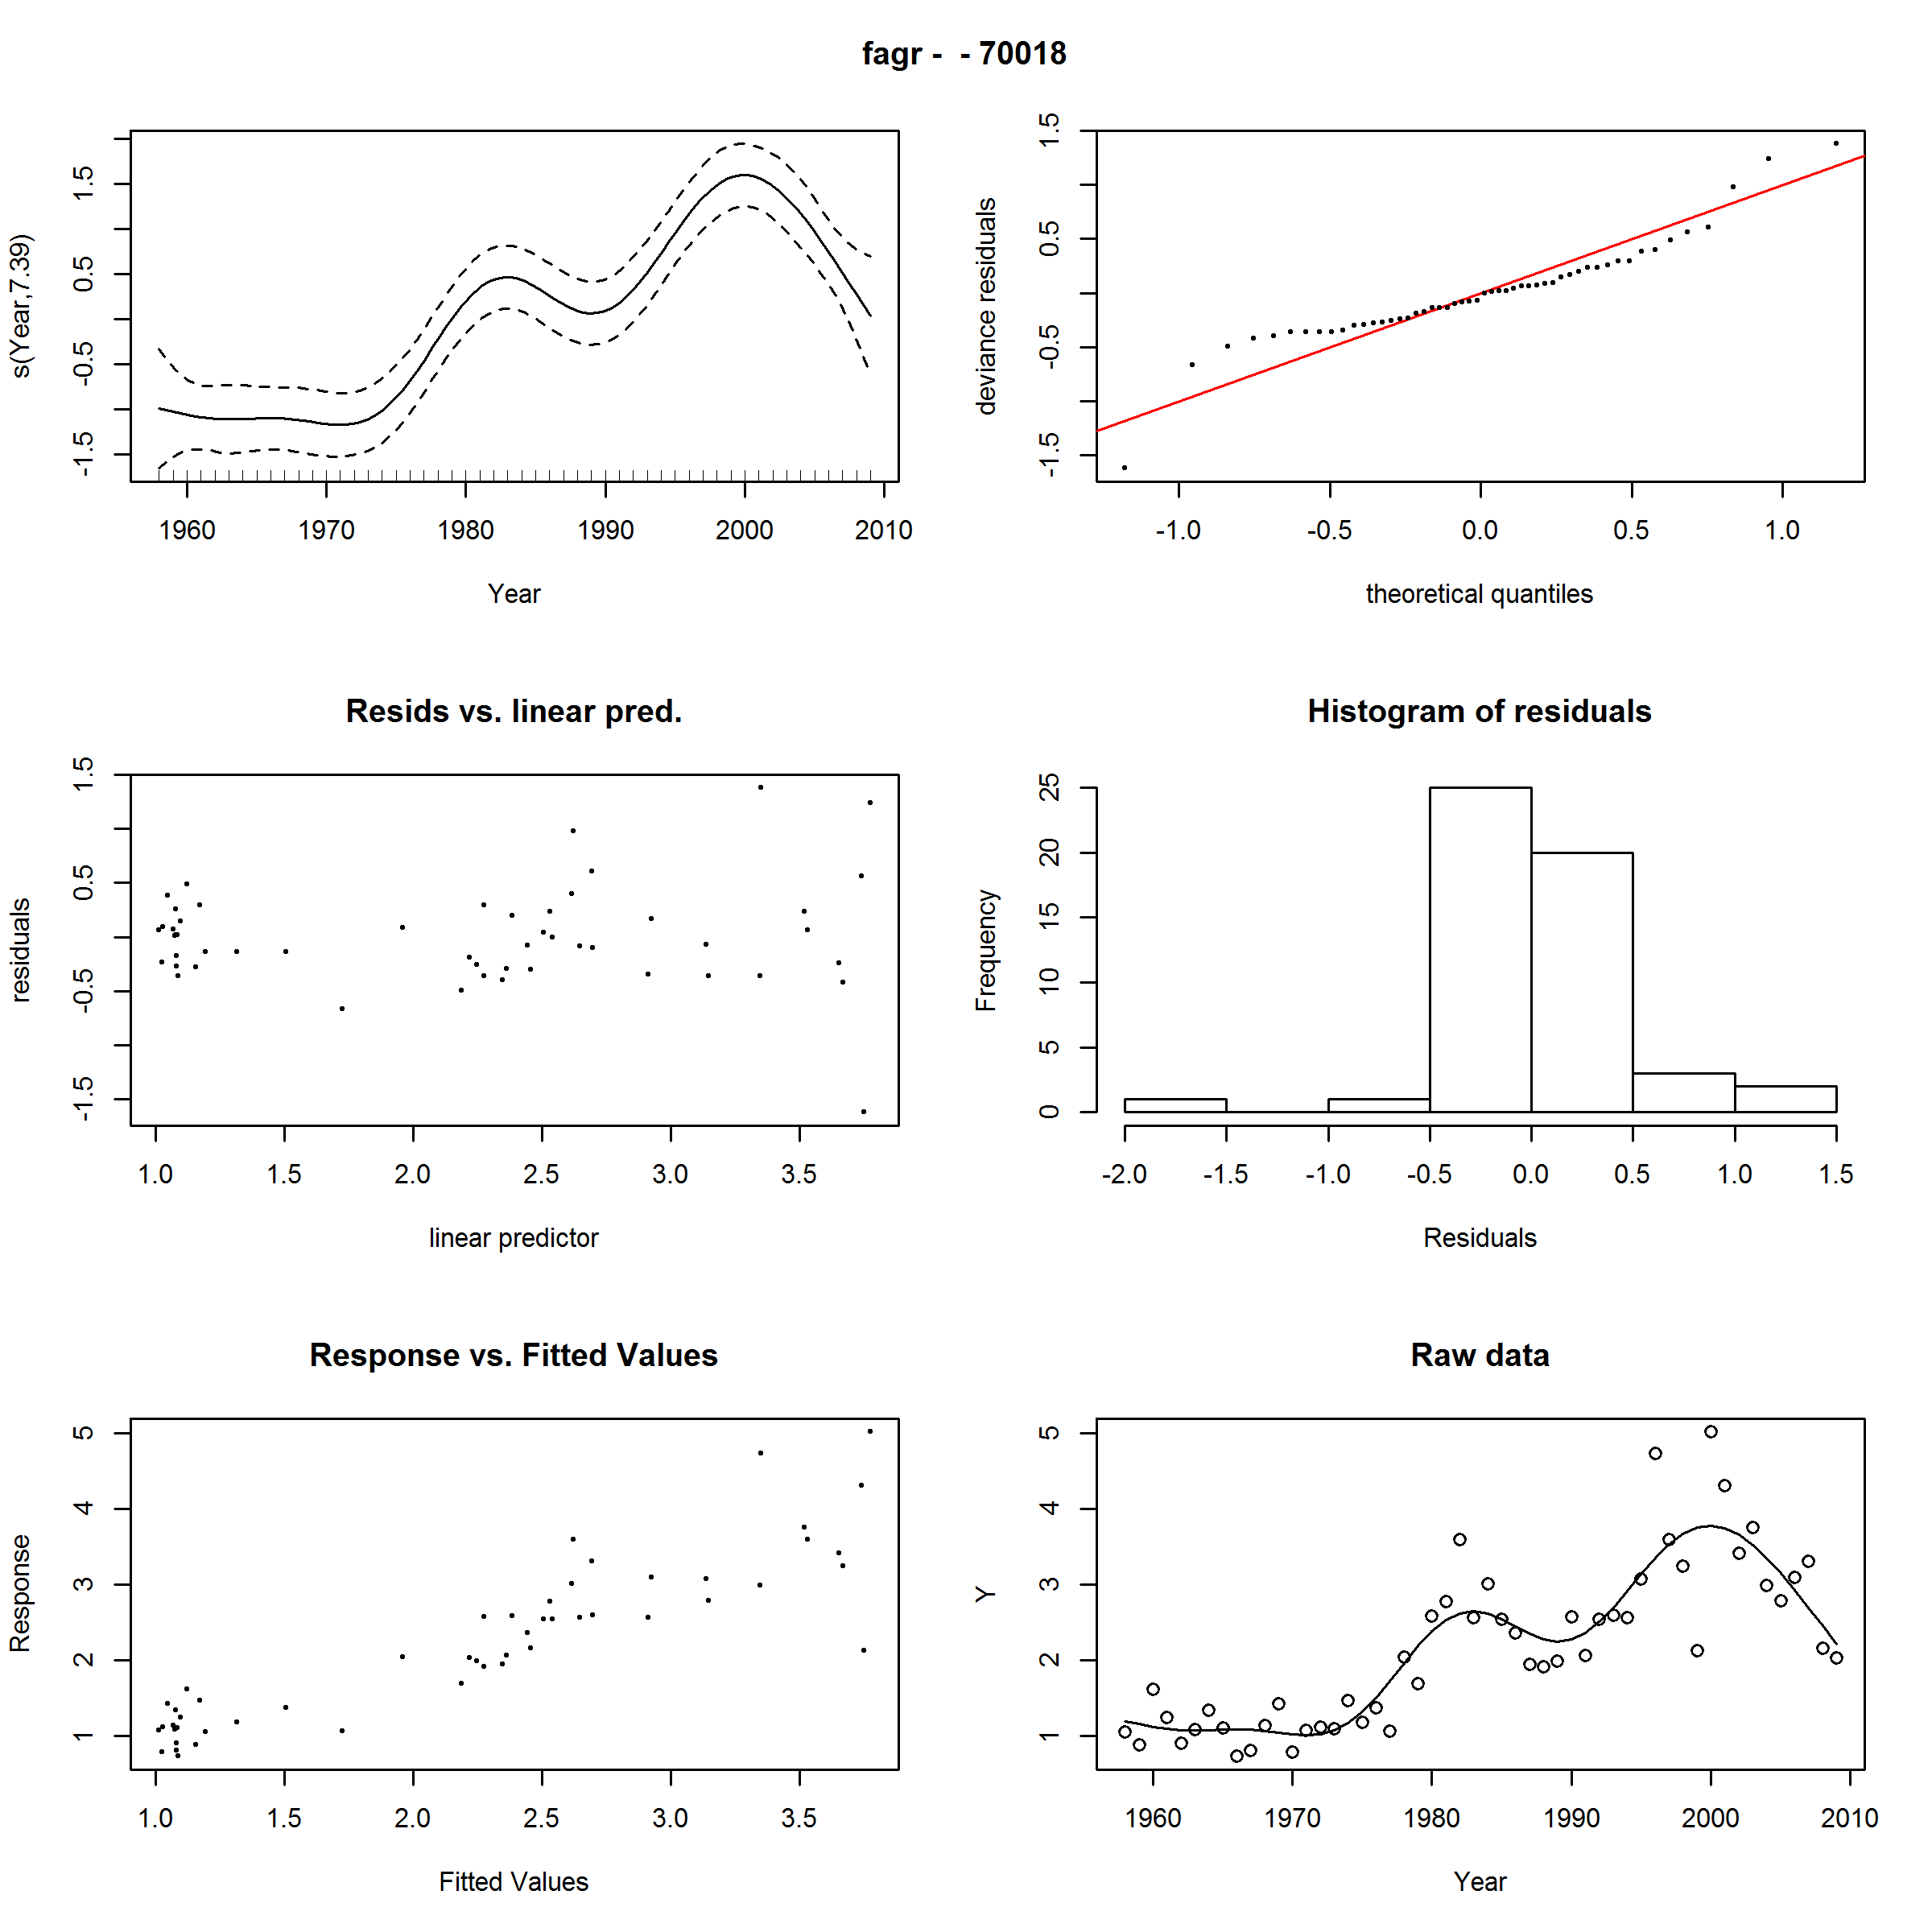 fagr -  - 70018
s(Year,7.39)
-1.5 -0.5 0.5 1.5
1960 1970 1980 1990 2000 2010
Year
deviance residuals
-1.5 -0.5 0.5 1.5
-1.0 -0.5 0.0 0.5 1.0
theoretical quantiles
Resids vs. linear pred.
residuals
-1.5 -0.5 0.5 1.5
1.0 1.5 2.0 2.5 3.0 3.5
linear predictor
Histogram of residuals
Frequency
0 5 10 15 20 25
-2.0 -1.5 -1.0 -0.5 0.0 0.5 1.0 1.5
Residuals
Response vs. Fitted Values
Response
1 2 3 4 5
1.0 1.5 2.0 2.5 3.0 3.5
Fitted Values
Raw data
Y
1 2 3 4 5
1960 1970 1980 1990 2000 2010
Year